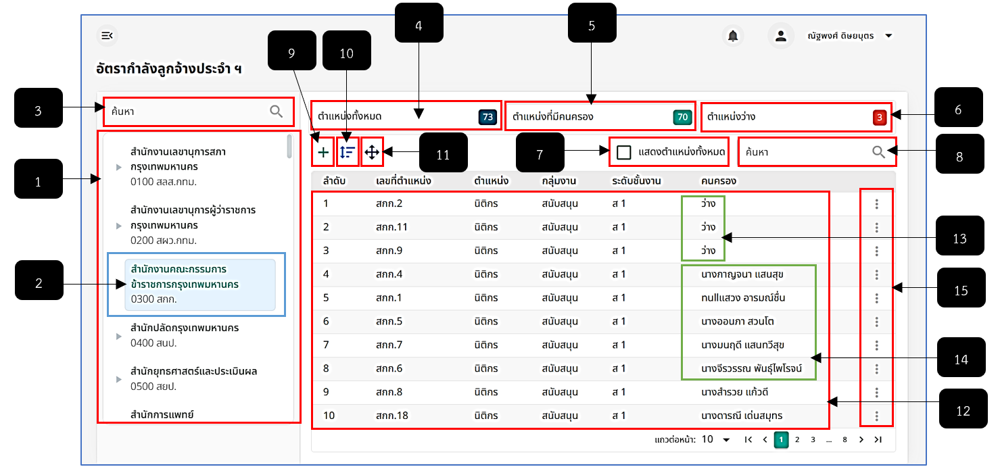 4
5
9
10
ณัฐพงศ์ ดิษยบุตร
อัตรากำลังลูกจ้างประจำ ฯ
3
ค้นหา
ตำแหน่งทั้งหมด 73
ตำแหน่งที่มีคนครอง 70
ตำแหน่งว่าง 3
6
11
7
แสดงตำแหน่งทั้งหมด
ค้นหา
8
1
สำนักงานเลขานุการสภา
กรุงเทพมหานคร
0100 สลส.กทม.
สำนักงานเลขานุการผู้ว่าราชการ
กรุงเทพมหานคร
0200 สผว.กทม.
2
สำนักงานคณะกรรมการ
ข้าราชการกรุงเทพมหานคร
0300 สกก.
สำนักปลัดกรุงเทพมหานคร
0400 สนป.
สำนักยุทธศาสตร์และประเมินผล
0500 สยป.
สำนักการแพทย์
ลำดับ เลขที่ตำแหน่ง ตำแหน่ง กลุ่มงาน ระดับชั้นงาน คนครอง
1 สกก.2 นิติกร สนับสนุน ส 1 ว่าง
2 สกก.11 นิติกร สนับสนุน ส 1 ว่าง
3 สกก.9 นิติกร สนับสนุน ส 1 ว่าง
4 สกก.4 นิติกร สนับสนุน ส 1 นางกาญจนา แสนสุข
5 สกก.1 นิติกร สนับสนุน ส 1 อารมณ์ชื่น
6 สกก.5 นิติกร สนับสนุน ส 1 นางออนภา สวนโต
7 สกก.7 นิติกร สนับสนุน ส 1 นางมนฤดี แสนทวีสุข
8 สกก.6 นิติกร สนับสนุน ส 1 นางจีรวรรณ พันธุ์ไพโรจน์
9 สกก.8 นิติกร สนับสนุน ส 1 นางสำรวย แก้วดี
10 สกก.18 นิติกร สนับสนุน ส 1 นางดารณี เด่นสมุทร
13
15
14
12
แถวต่อหน้า: 10 1 2 3 ... 8